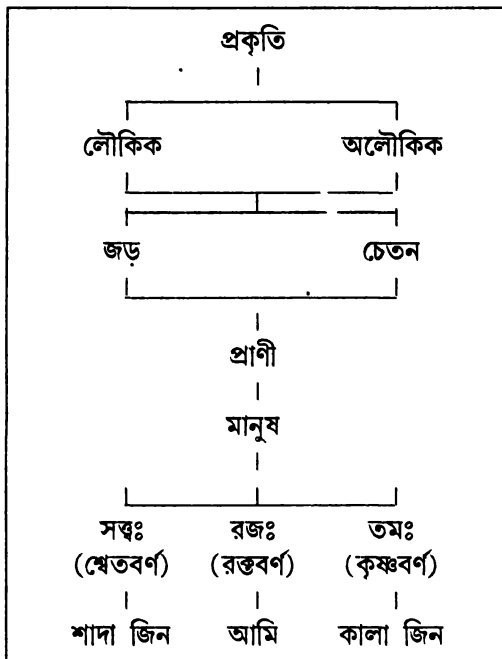 প্রকৃতি
লৌকিক অলৌকিক
জড় চেতন
প্রাণী
মানুষ
সত্ত্বঃ রজঃ তমঃ
(শ্বেতবর্ণ) (রক্তবর্ণ) (কৃষ্ণবর্ণ)
শাদা জিন আমি কালা জিন